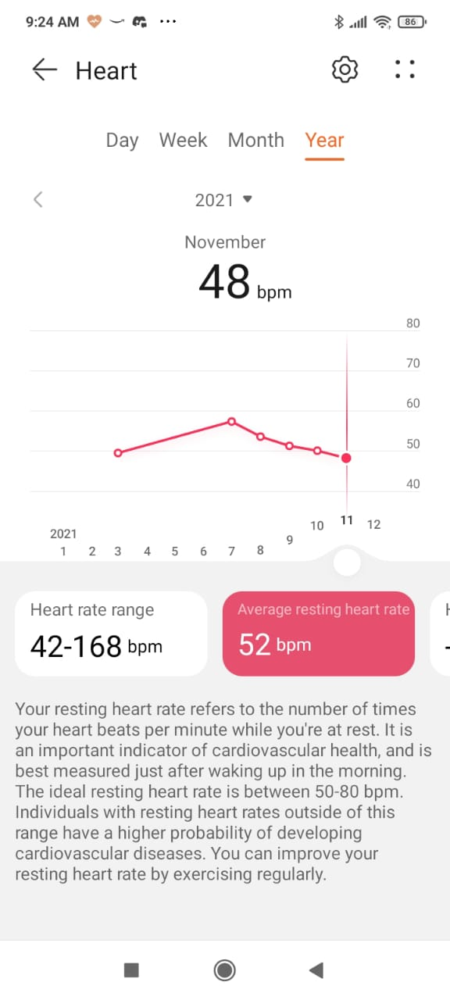 9:24 AM 86
Heart
Day Week Month Year
2021
November
48 bpm
80
70
60
50
40
2021
1 2 3 4 5 6 7 8 9 10 11 12
Heart rate range
42-168 bpm
Average resting heart rate
52 bpm
Your resting heart rate refers to the number of times
your heart beats per minute while you're at rest. It is
an important indicator of cardiovascular health, and is
best measured just after waking up in the morning.
The ideal resting heart rate is between 50-80 bpm.
Individuals with resting heart rates outside of this
range have a higher probability of developing
cardiovascular diseases. You can improve your
resting heart rate by exercising regularly.